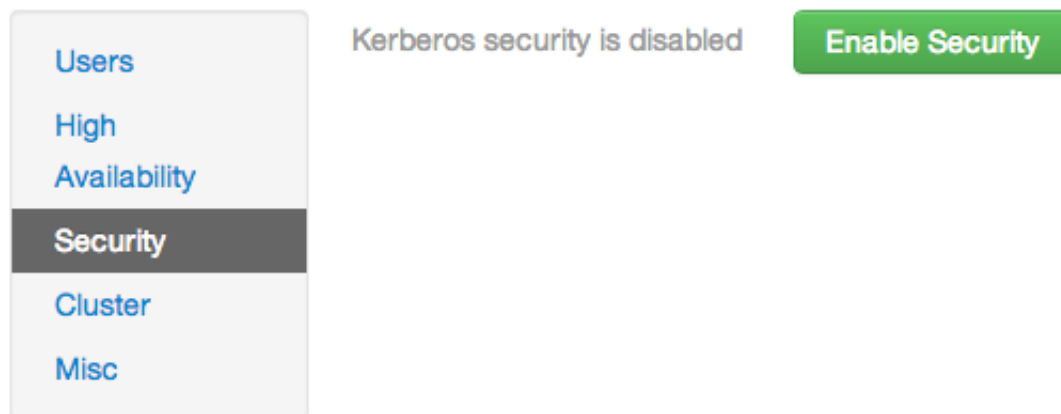 Users
High
Availability
Security
Cluster
Misc
Kerberos security is disabled
Enable Security